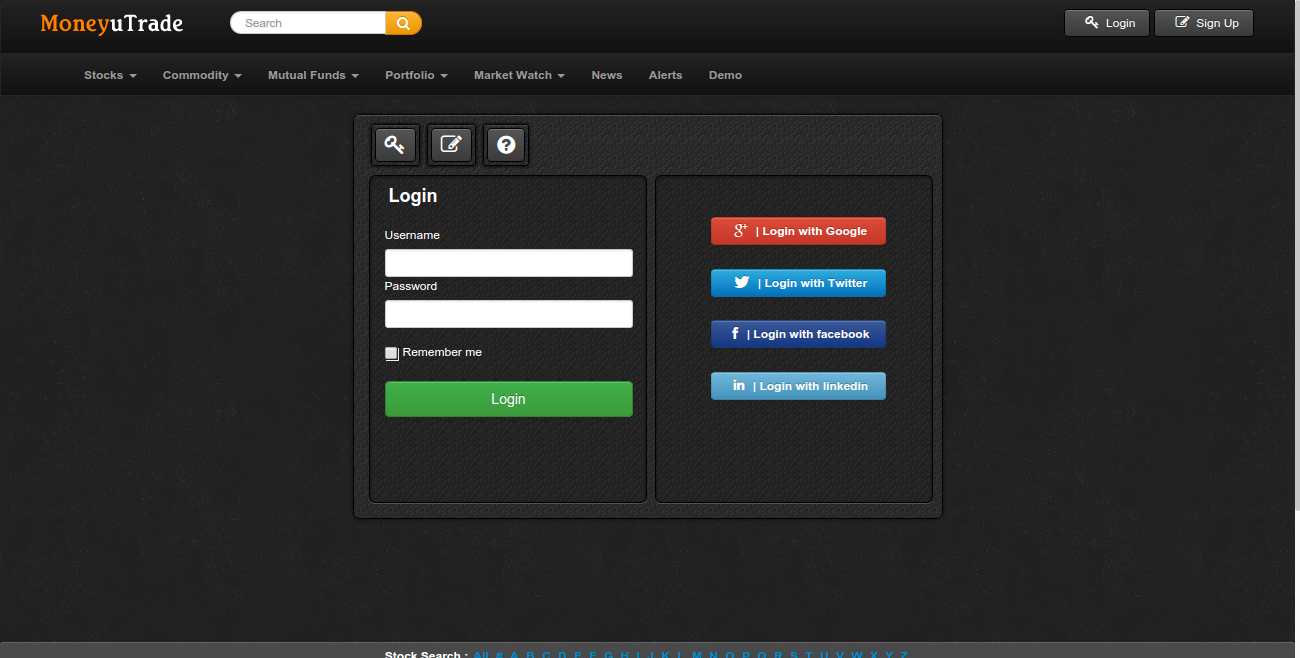 MoneyuTrade Search Login Sign Up
Stocks Commodity Mutual Funds Portfolio Market Watch News Alerts Demo
Login
Username
Password
Remember me
Login
| Login with Google
| Login with Twitter
f | Login with facebook
in | Login with linkedin
Stock Search : All # A B C D E F G H I J K L M N O P Q R S T U V W X Y Z